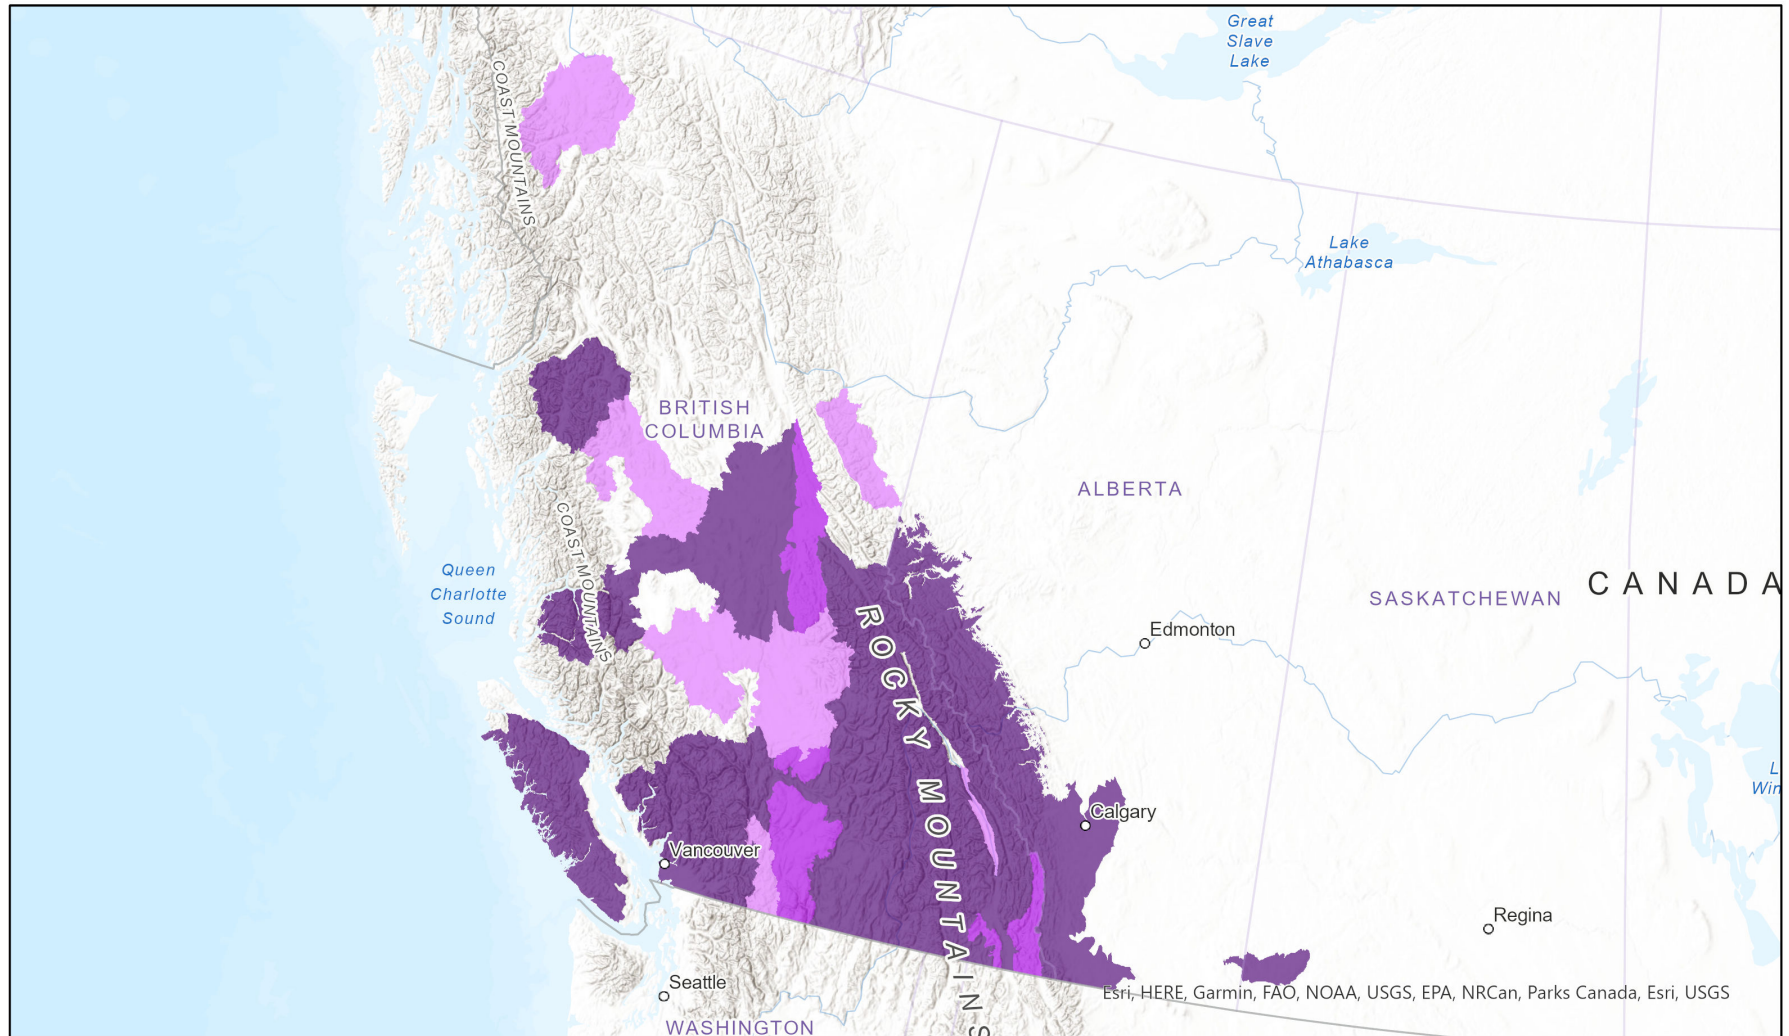 Great
Slave
Lake
COAST MOUNTAINS
Lake
Athabasca
BRITISH
COLUMBIA
ALBERTA
COAST MOUNTAINS
Queen
Charlotte
Sound
CANADA
SASKATCHEWAN
Edmonton
ROCKY MOUNTAINS
L
Win
Calgary
Vancouver
Regina
Seattle
Esri, HERE, Garmin, FAO, NOAA, USGS, EPA, NRCan, Parks Canada, Esri, USGS
WASHINGTON